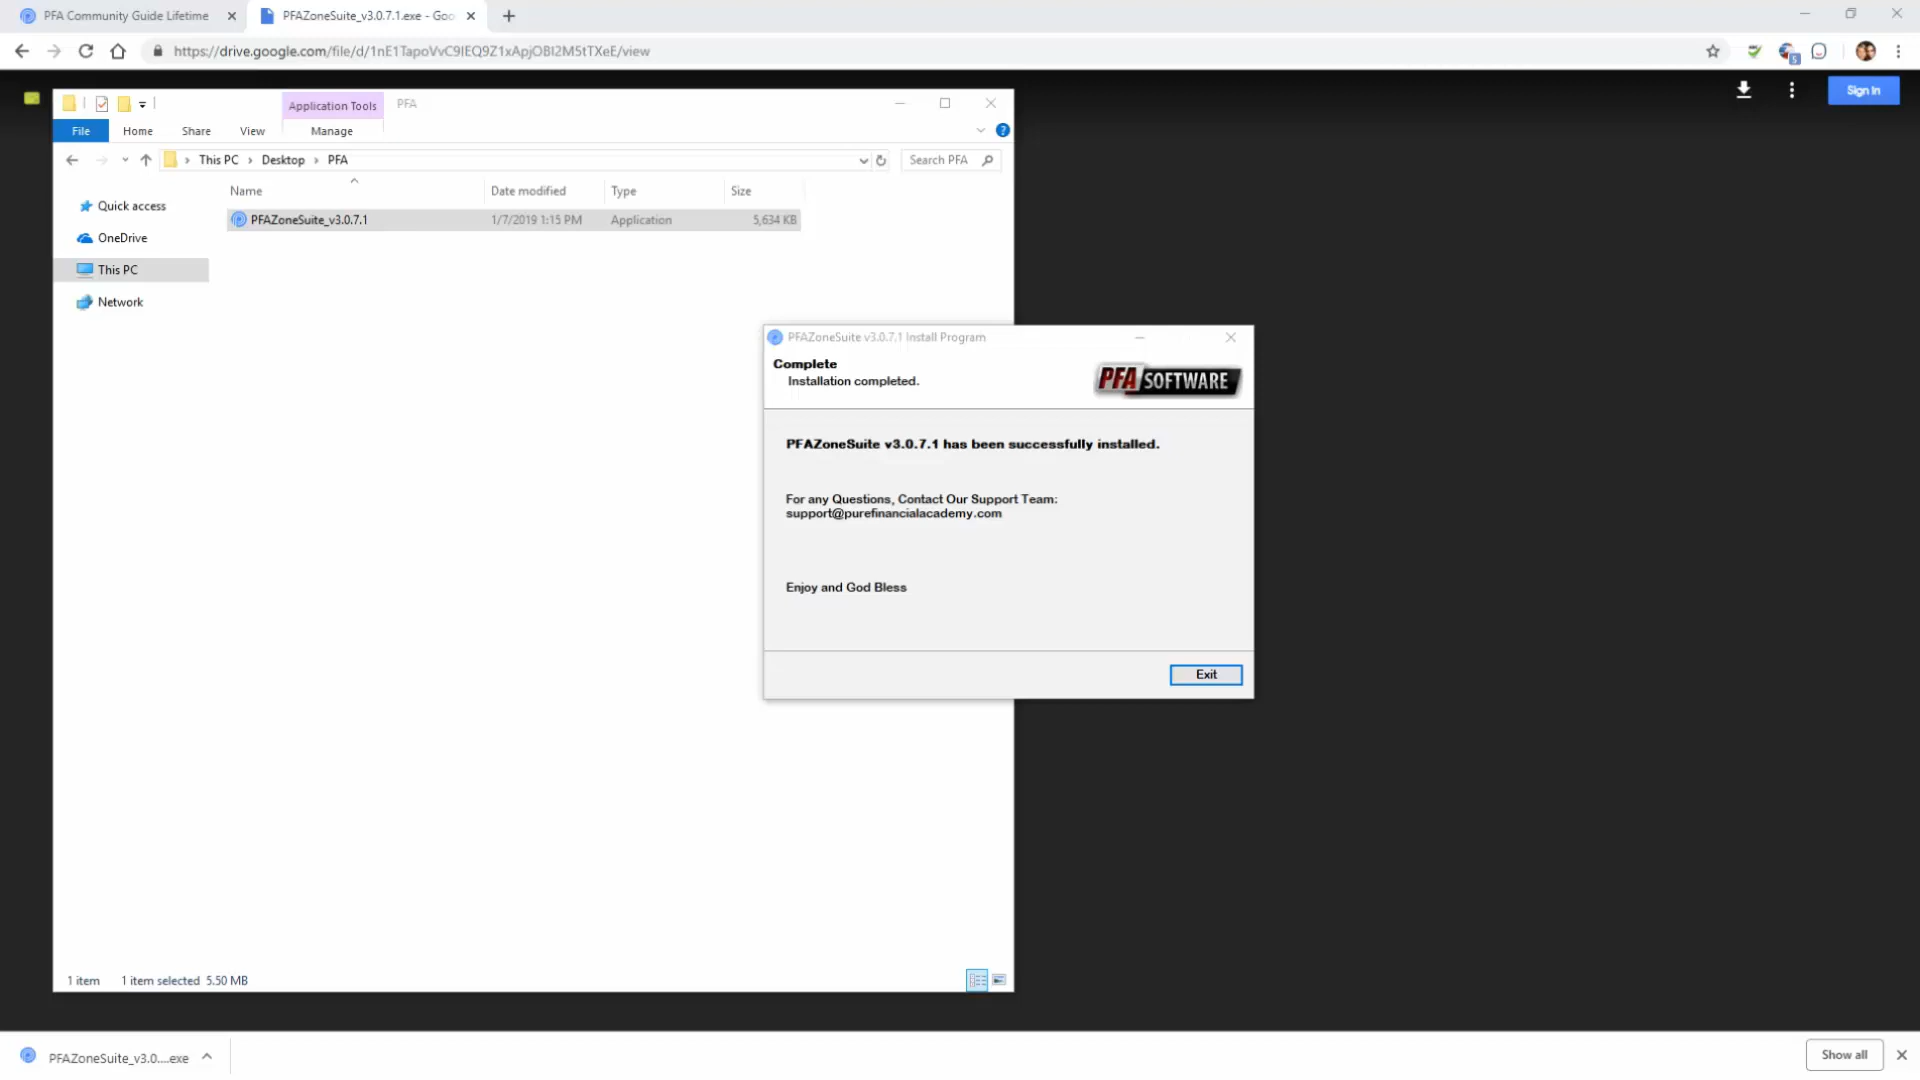 PFA Community Guide Lifetime
PFAZoneSuite_v3.0.7.1.exe - Goo
https://drive.google.com/file/d/1nE1TapoVvC9IEQ9Z1xApjOBI2M5tTXeE/view
5
Sign In
Application Tools
PFA
File
Home
Share
View
Manage
This PC
Desktop
PFA
Search PFA
Name
Date modified
Type
Size
Quick access
PFAZoneSuite_v3.0.7.1
1/7/2019 1:15 PM
Application
5,634 KB
OneDrive
This PC
Network
PFAZoneSuite v3.0.7.1 Install Program
Complete
Installation completed.
PFA SOFTWARE
PFAZoneSuite v3.0.7.1 has been successfully installed.
For any Questions, Contact Our Support Team:
support@purefinancialacademy.com
Enjoy and God Bless
Exit
1 item
1 item selected 5.50 MB
PFAZoneSuite_v3.0....exe
Show all